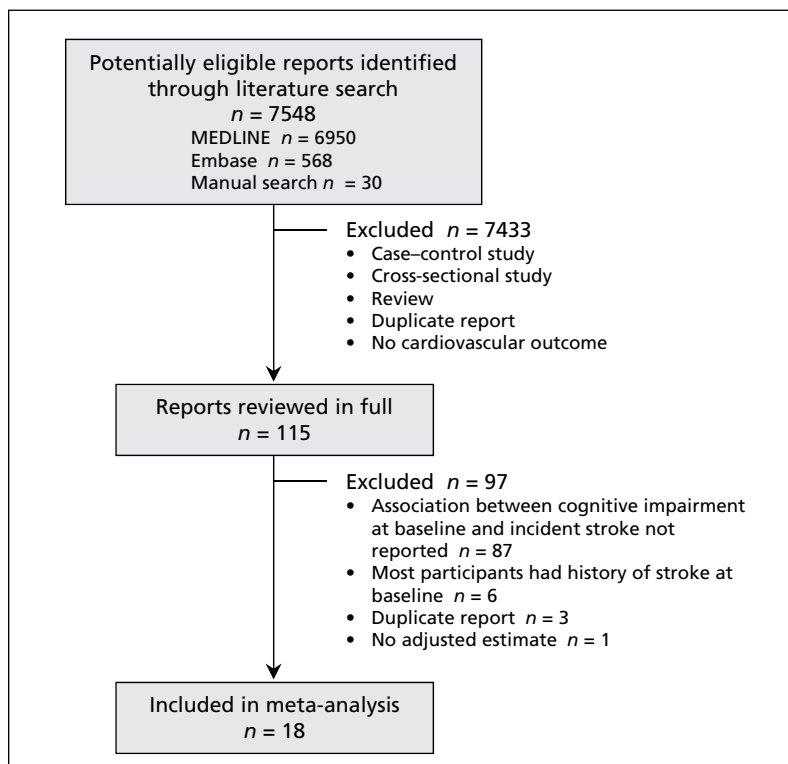 Potentially eligible reports identified
through literature search
n = 7548
MEDLINE n = 6950
Embase n = 568
Manual search n = 30
Excluded n = 7433
• Case–control study
• Cross-sectional study
• Review
• Duplicate report
• No cardiovascular outcome
Reports reviewed in full
n = 115
Excluded n = 97
• Association between cognitive impairment
at baseline and incident stroke not
reported n = 87
• Most participants had history of stroke at
baseline n = 6
• Duplicate report n = 3
• No adjusted estimate n = 1
Included in meta-analysis
n = 18